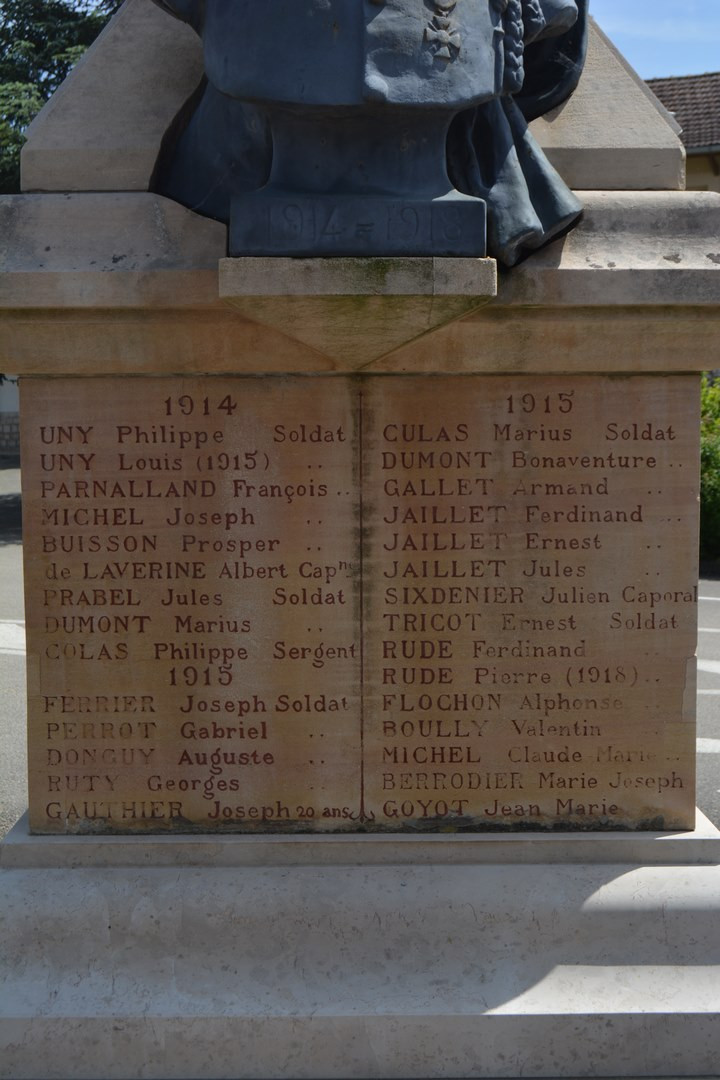 1914 = 1918
1914
UNY Philippe Soldat
UNY Louis (1915) ..
PARNALLAND François ..
MICHEL Joseph ..
BUISSON Prosper ..
de LAVERINE Albert Capⁿᵉ
PRABEL Jules Soldat
DUMONT Marius ..
COLAS Philippe Sergent
1915
FERRIER Joseph Soldat
PERROT Gabriel ..
DONGUY Auguste ..
RUTY Georges ..
GAUTHIER Joseph 20 ans
1915
CULAS Marius Soldat
DUMONT Bonaventure ..
GALLET Armand ..
JAILLET Ferdinand ..
JAILLET Ernest ..
JAILLET Jules ..
SIXDENIER Julien Caporal
TRICOT Ernest Soldat
RUDE Ferdinand ..
RUDE Pierre (1918) ..
FLOCHON Alphonse ..
BOULLY Valentin ..
MICHEL Claude Marie ..
BERRODIER Marie Joseph
GOYOT Jean Marie